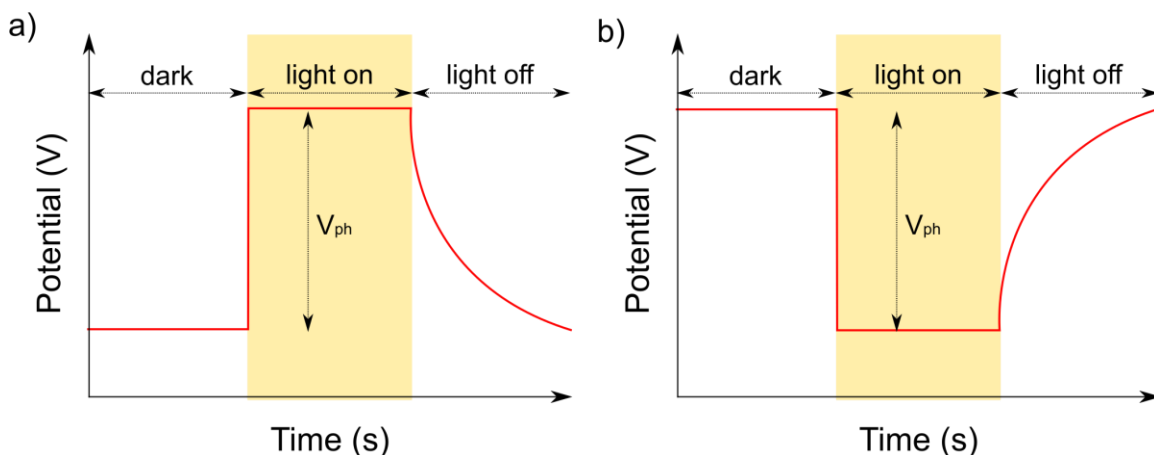 a)
dark
light on
light off
Potential (V)
Vph
Time (s)
b)
dark
light on
light off
Potential (V)
Vph
Time (s)